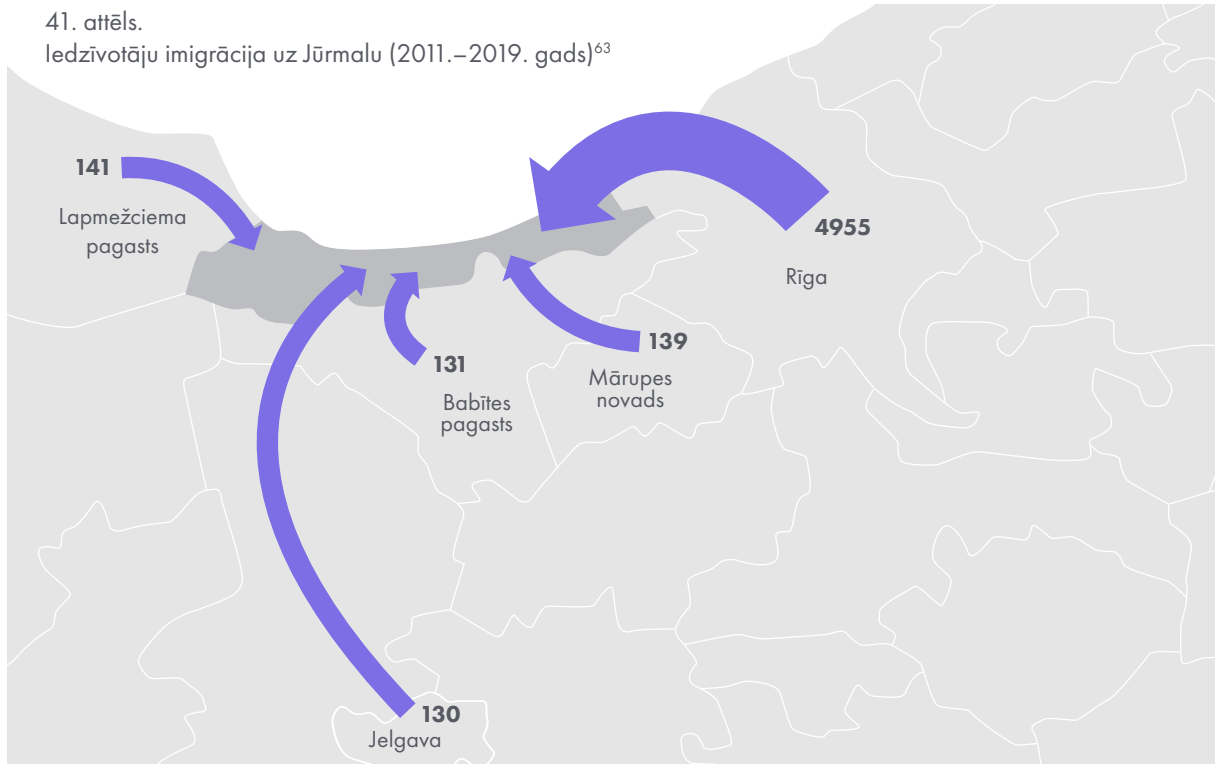 41. attēls.
Iedzīvotāju imigrācija uz Jūrmalu (2011.–2019. gads)⁶³
141
Lapmežciema
pagasts
4955
Rīga
139
Mārupes
novads
131
Babītes
pagasts
130
Jelgava